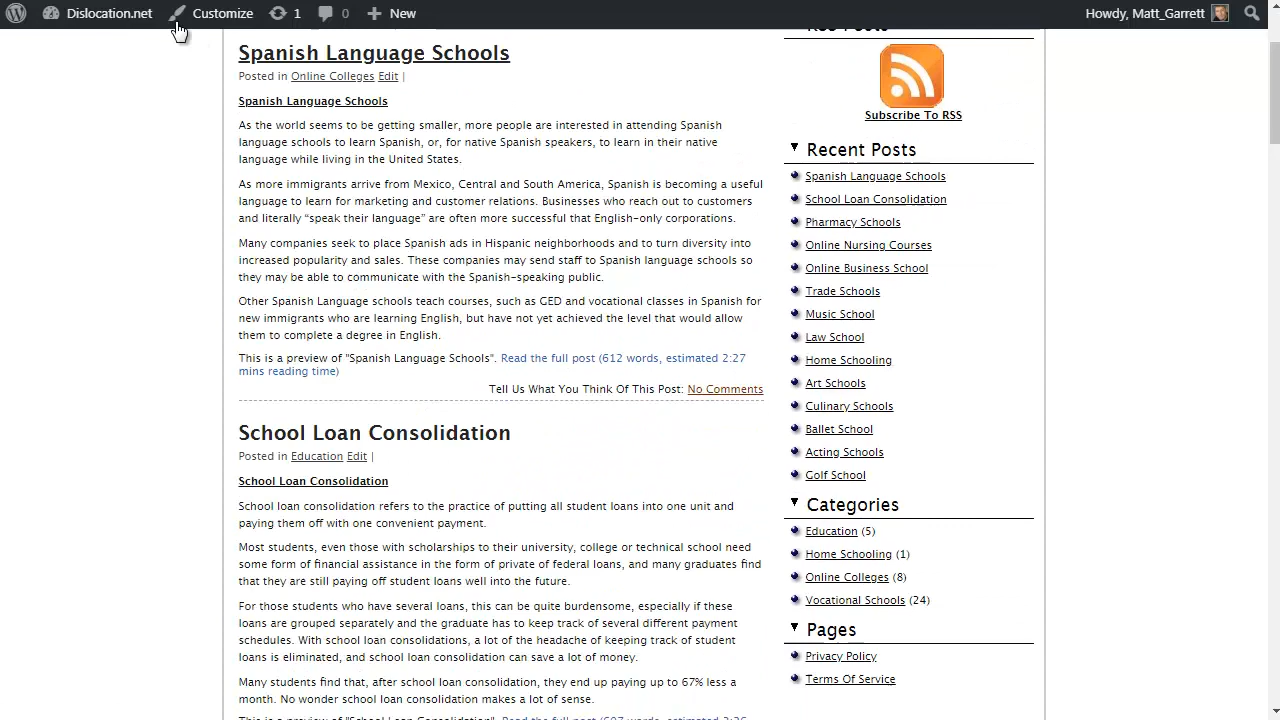 Dislocation.net Customize 1 0 New Howdy, Matt_Garrett
Spanish Language Schools
Posted in Online Colleges Edit |
Spanish Language Schools
As the world seems to be getting smaller, more people are interested in attending Spanish
language schools to learn Spanish, or, for native Spanish speakers, to learn in their native
language while living in the United States.
As more immigrants arrive from Mexico, Central and South America, Spanish is becoming a useful
language to learn for marketing and customer relations. Businesses who reach out to customers
and literally “speak their language” are often more successful that English-only corporations.
Many companies seek to place Spanish ads in Hispanic neighborhoods and to turn diversity into
increased popularity and sales. These companies may send staff to Spanish language schools so
they may be able to communicate with the Spanish-speaking public.
Other Spanish Language schools teach courses, such as GED and vocational classes in Spanish for
new immigrants who are learning English, but have not yet achieved the level that would allow
them to complete a degree in English.
This is a preview of "Spanish Language Schools". Read the full post (612 words, estimated 2:27
mins reading time)
Tell Us What You Think Of This Post: No Comments
School Loan Consolidation
Posted in Education Edit |
School Loan Consolidation
School loan consolidation refers to the practice of putting all student loans into one unit and
paying them off with one convenient payment.
Most students, even those with scholarships to their university, college or technical school need
some form of financial assistance in the form of private of federal loans, and many graduates find
that they are still paying off student loans well into the future.
For those students who have several loans, this can be quite burdensome, especially if these
loans are grouped separately and the graduate has to keep track of several different payment
schedules. With school loan consolidations, a lot of the headache of keeping track of student
loans is eliminated, and school loan consolidation can save a lot of money.
Many students find that, after school loan consolidation, they end up paying up to 67% less a
month. No wonder school loan consolidation makes a lot of sense.
This is a preview of "School Loan Consolidation". Read the full post
RSS Posts
Subscribe To RSS
Recent Posts
Spanish Language Schools
School Loan Consolidation
Pharmacy Schools
Online Nursing Courses
Online Business School
Trade Schools
Music School
Law School
Home Schooling
Art Schools
Culinary Schools
Ballet School
Acting Schools
Golf School
Categories
Education (5)
Home Schooling (1)
Online Colleges (8)
Vocational Schools (24)
Pages
Privacy Policy
Terms Of Service